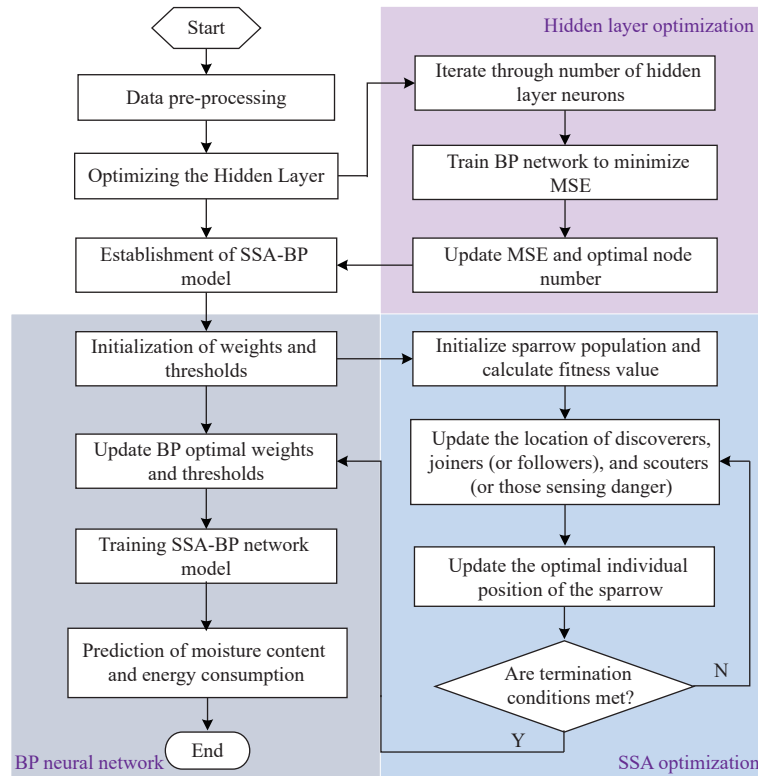 Start
Data pre-processing
Optimizing the Hidden Layer
Establishment of SSA-BP
model
Hidden layer optimization
Iterate through number of hidden
layer neurons
Train BP network to minimize
MSE
Update MSE and optimal node
number
Initialization of weights and
thresholds
Update BP optimal weights
and thresholds
Training SSA-BP network
model
Prediction of moisture content
and energy consumption
End
BP neural network
Initialize sparrow population and
calculate fitness value
Update the location of discoverers,
joiners (or followers), and scouters
(or those sensing danger)
Update the optimal individual
position of the sparrow
Are termination
conditions met?
N
Y
SSA optimization